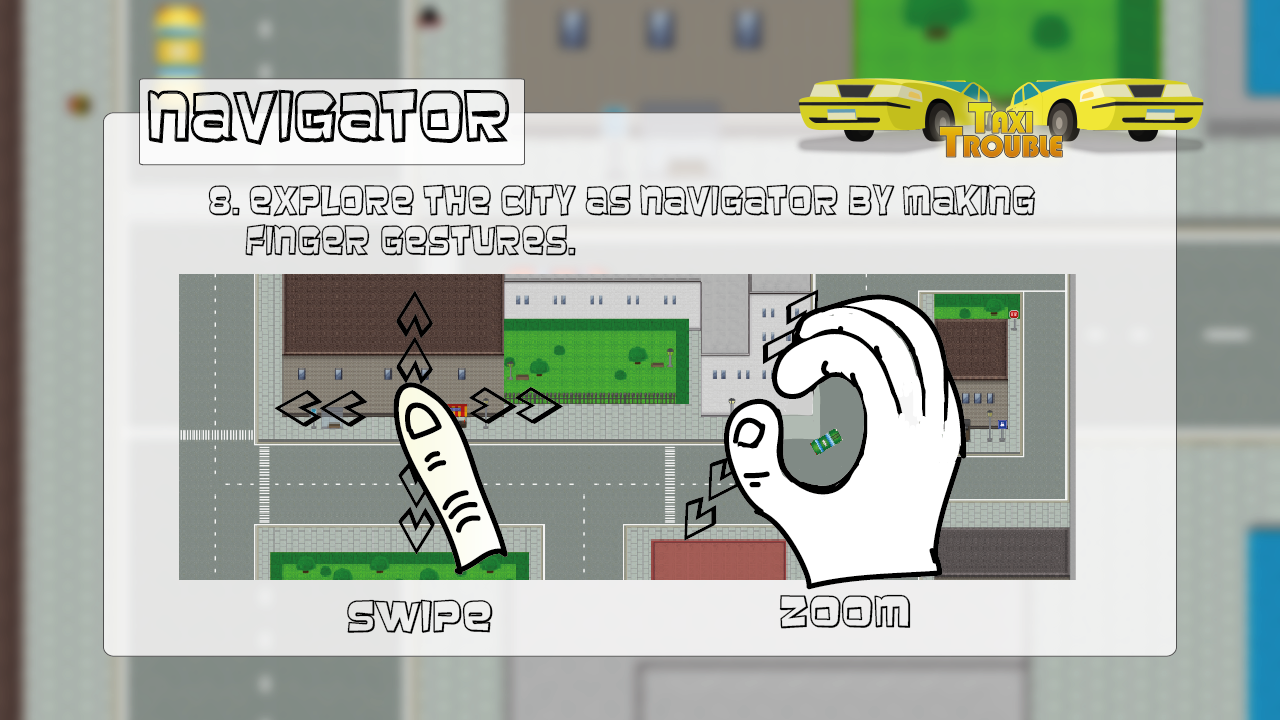 NAVIGATOR
TAXI
TROUBLE
8. EXPLORE THE CITY AS NAVIGATOR BY MAKING
FINGER GESTURES.
SWIPE
ZOOM